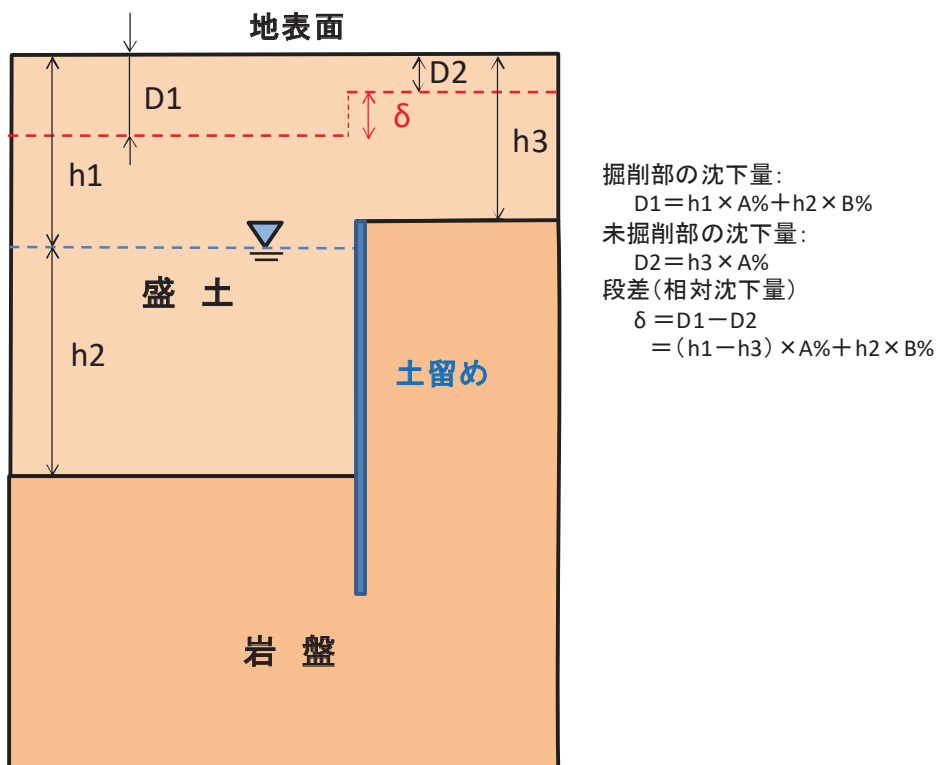 地表面
D1
D2
δ
h1
h3
盛 土
h2
土留め
岩 盤
掘削部の沈下量:
D1=h1×A%+h2×B%
未掘削部の沈下量:
D2=h3×A%
段差(相対沈下量)
δ=D1-D2
=(h1-h3)×A%+h2×B%